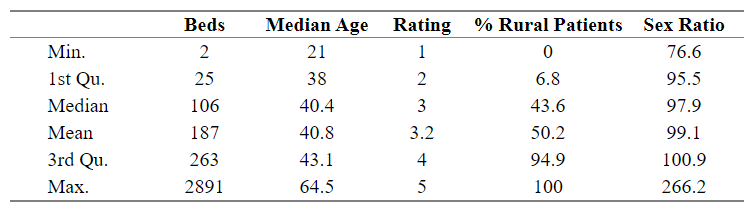 Beds Median Age Rating % Rural Patients Sex Ratio
Min. 2 21 1 0 76.6
1st Qu. 25 38 2 6.8 95.5
Median 106 40.4 3 43.6 97.9
Mean 187 40.8 3.2 50.2 99.1
3rd Qu. 263 43.1 4 94.9 100.9
Max. 2891 64.5 5 100 266.2